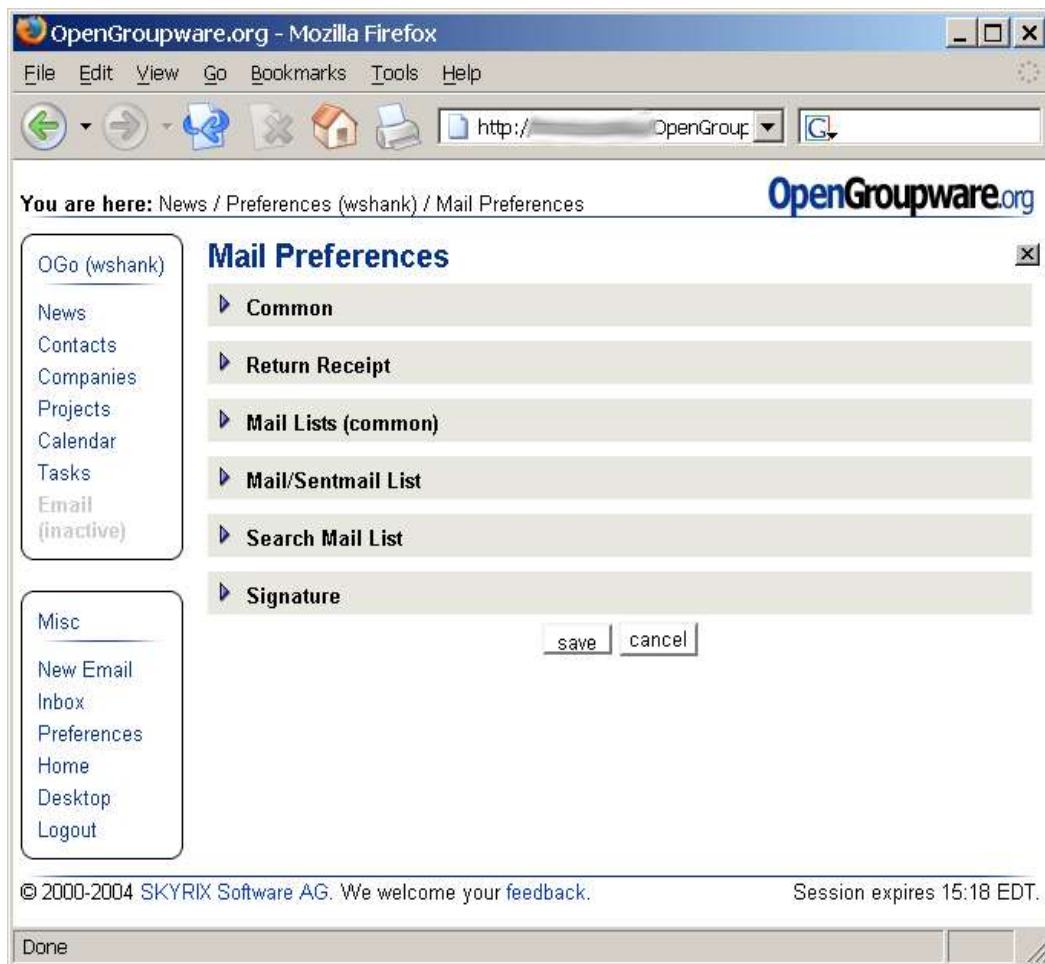 OpenGroupware.org - Mozilla Firefox
File Edit View Go Bookmarks Tools Help
http:// OpenGroup G
You are here: News / Preferences (wshank) / Mail Preferences
OpenGroupware.org
OGo (wshank)
News
Contacts
Companies
Projects
Calendar
Tasks
Email
(inactive)
Misc
New Email
Inbox
Preferences
Home
Desktop
Logout
Mail Preferences
Common
Return Receipt
Mail Lists (common)
Mail/Sentmail List
Search Mail List
Signature
save cancel
© 2000-2004 SKYRIX Software AG. We welcome your feedback. Session expires 15:18 EDT.
Done